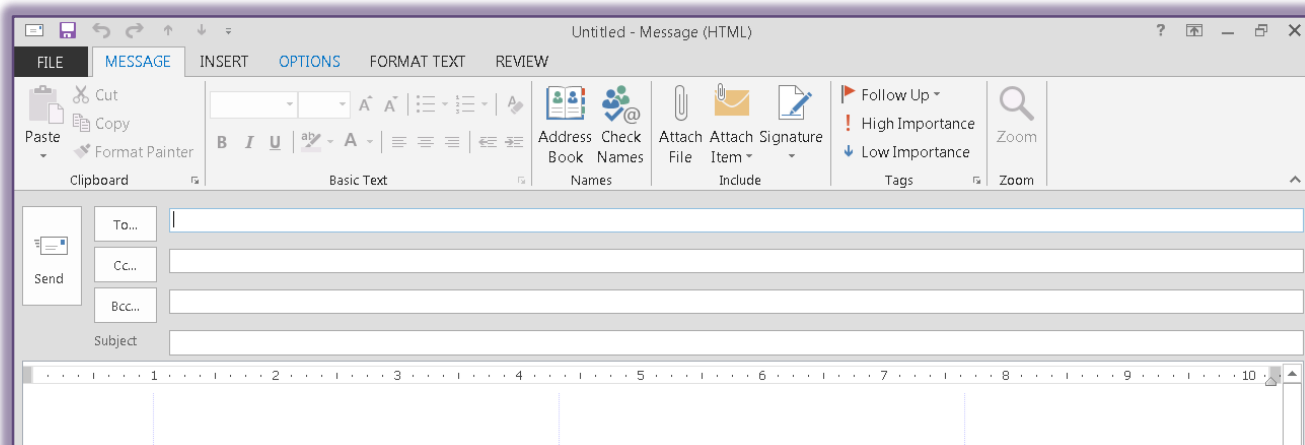 Untitled - Message (HTML)
?
FILE MESSAGE INSERT OPTIONS FORMAT TEXT REVIEW
Paste
Cut
Copy
Format Painter
Clipboard
A A
B I U aby A
Basic Text
Address Book
Check Names
Names
Attach File
Attach Item
Signature
Include
Follow Up
! High Importance
Low Importance
Tags
Zoom
Zoom
Send
To...
Cc...
Bcc...
Subject
1 2 3 4 5 6 7 8 9 10